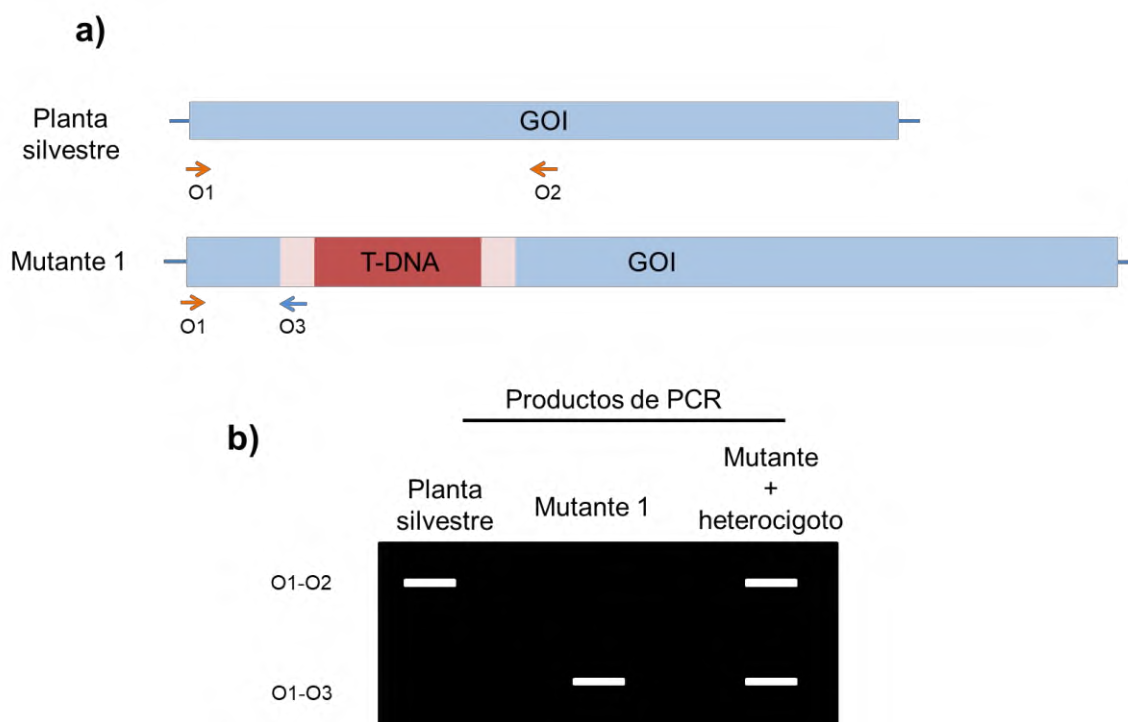 a)
Planta
silvestre
GOI
O1
O2
Mutante 1
T-DNA
GOI
O1
O3
Productos de PCR
b)
Planta
silvestre
Mutante 1
Mutante
+
heterocigoto
O1-O2
O1-O3